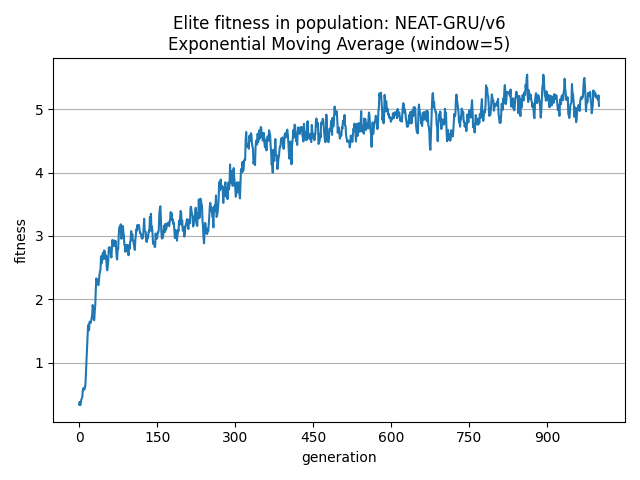 Elite fitness in population: NEAT-GRU/v6
Exponential Moving Average (window=5)
fitness
5
4
3
2
1
0 150 300 450 600 750 900
generation